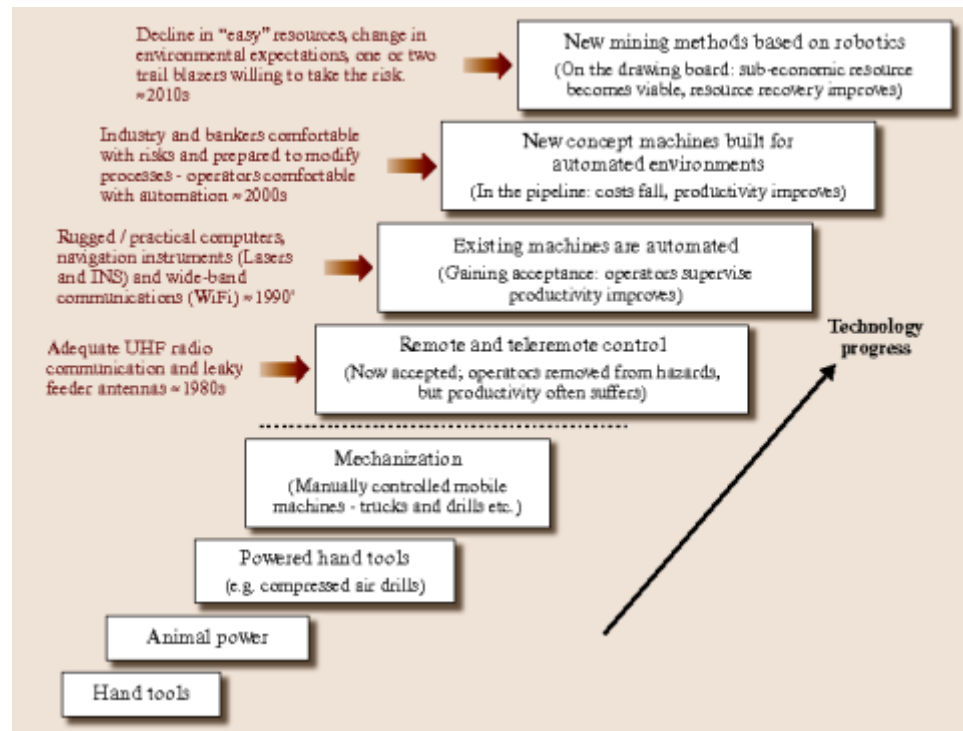 Decline in “easy” resources, change
in environmental expectations, one or two
trail blazers willing to take the risk.
≈2010s
New mining methods based on robotics
(On the drawing board: sub-economic resource
becomes viable, resource recovery improves)
Industry and bankers comfortable
with risks and prepared to modify
processes - operators comfortable
with automation ≈2000s
New concept machines built for
automated environments
(In the pipeline: costs fall, productivity improves)
Rugged / practical computers,
navigation instruments (Lasers
and INS) and wide-band
communications (WiFi) ≈1990'
Existing machines are automated
(Gaining acceptance: operators supervise
productivity improves)
Technology
progress
Adequate UHF radio
communication and leaky
feeder antennas ≈1980s
Remote and teleremote control
(Now accepted; operators removed from hazards,
but productivity often suffers)
Mechanization
(Manually controlled mobile
machines - trucks and drills etc.)
Powered hand tools
(e.g. compressed air drills)
Animal power
Hand tools